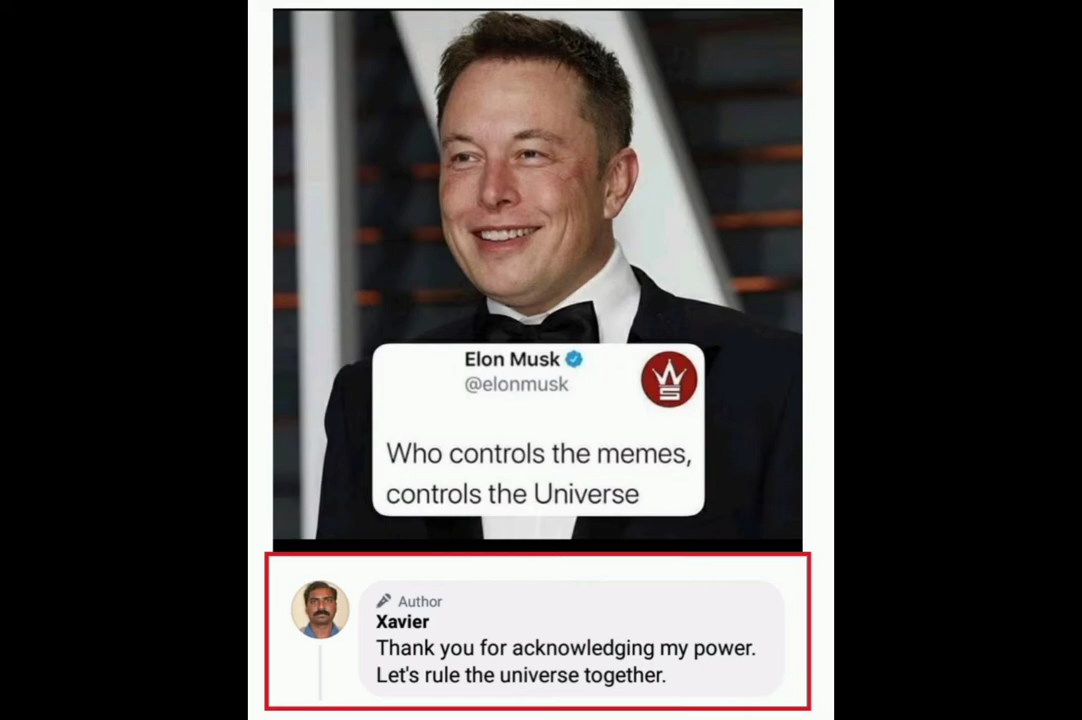 Elon Musk
@elonmusk
WS
Who controls the memes,
controls the Universe
Author
Xavier
Thank you for acknowledging my power.
Let's rule the universe together.